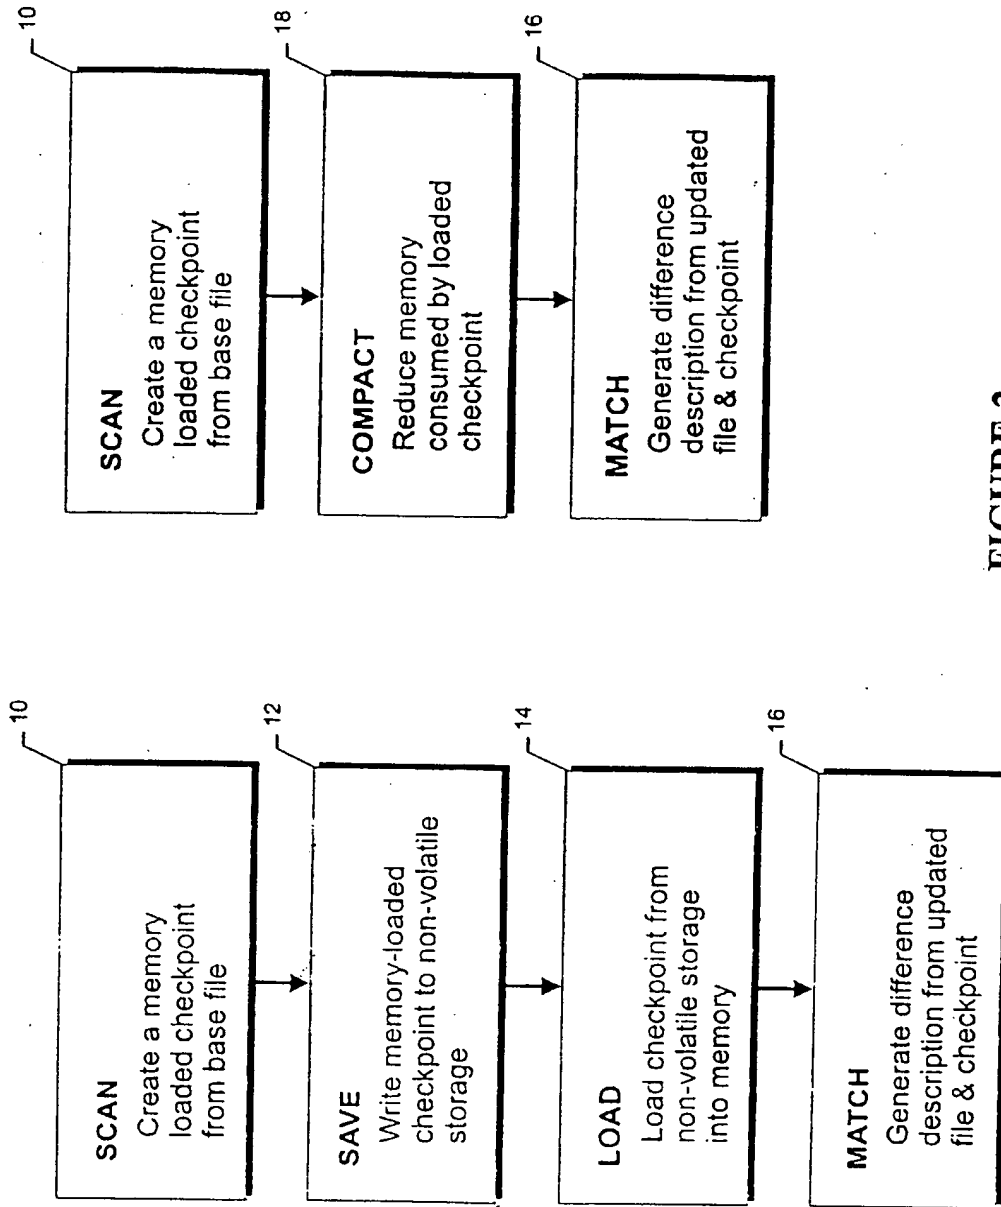 10
SCAN
Create a memory
loaded checkpoint
from base file
12
SAVE
Write memory-loaded
checkpoint to non-volatile
storage
14
LOAD
Load checkpoint from
non-volatile storage
into memory
16
MATCH
Generate difference
description from updated
file & checkpoint
10
SCAN
Create a memory
loaded checkpoint
from base file
18
COMPACT
Reduce memory
consumed by loaded
checkpoint
16
MATCH
Generate difference
description from updated
file & checkpoint
FIGURE